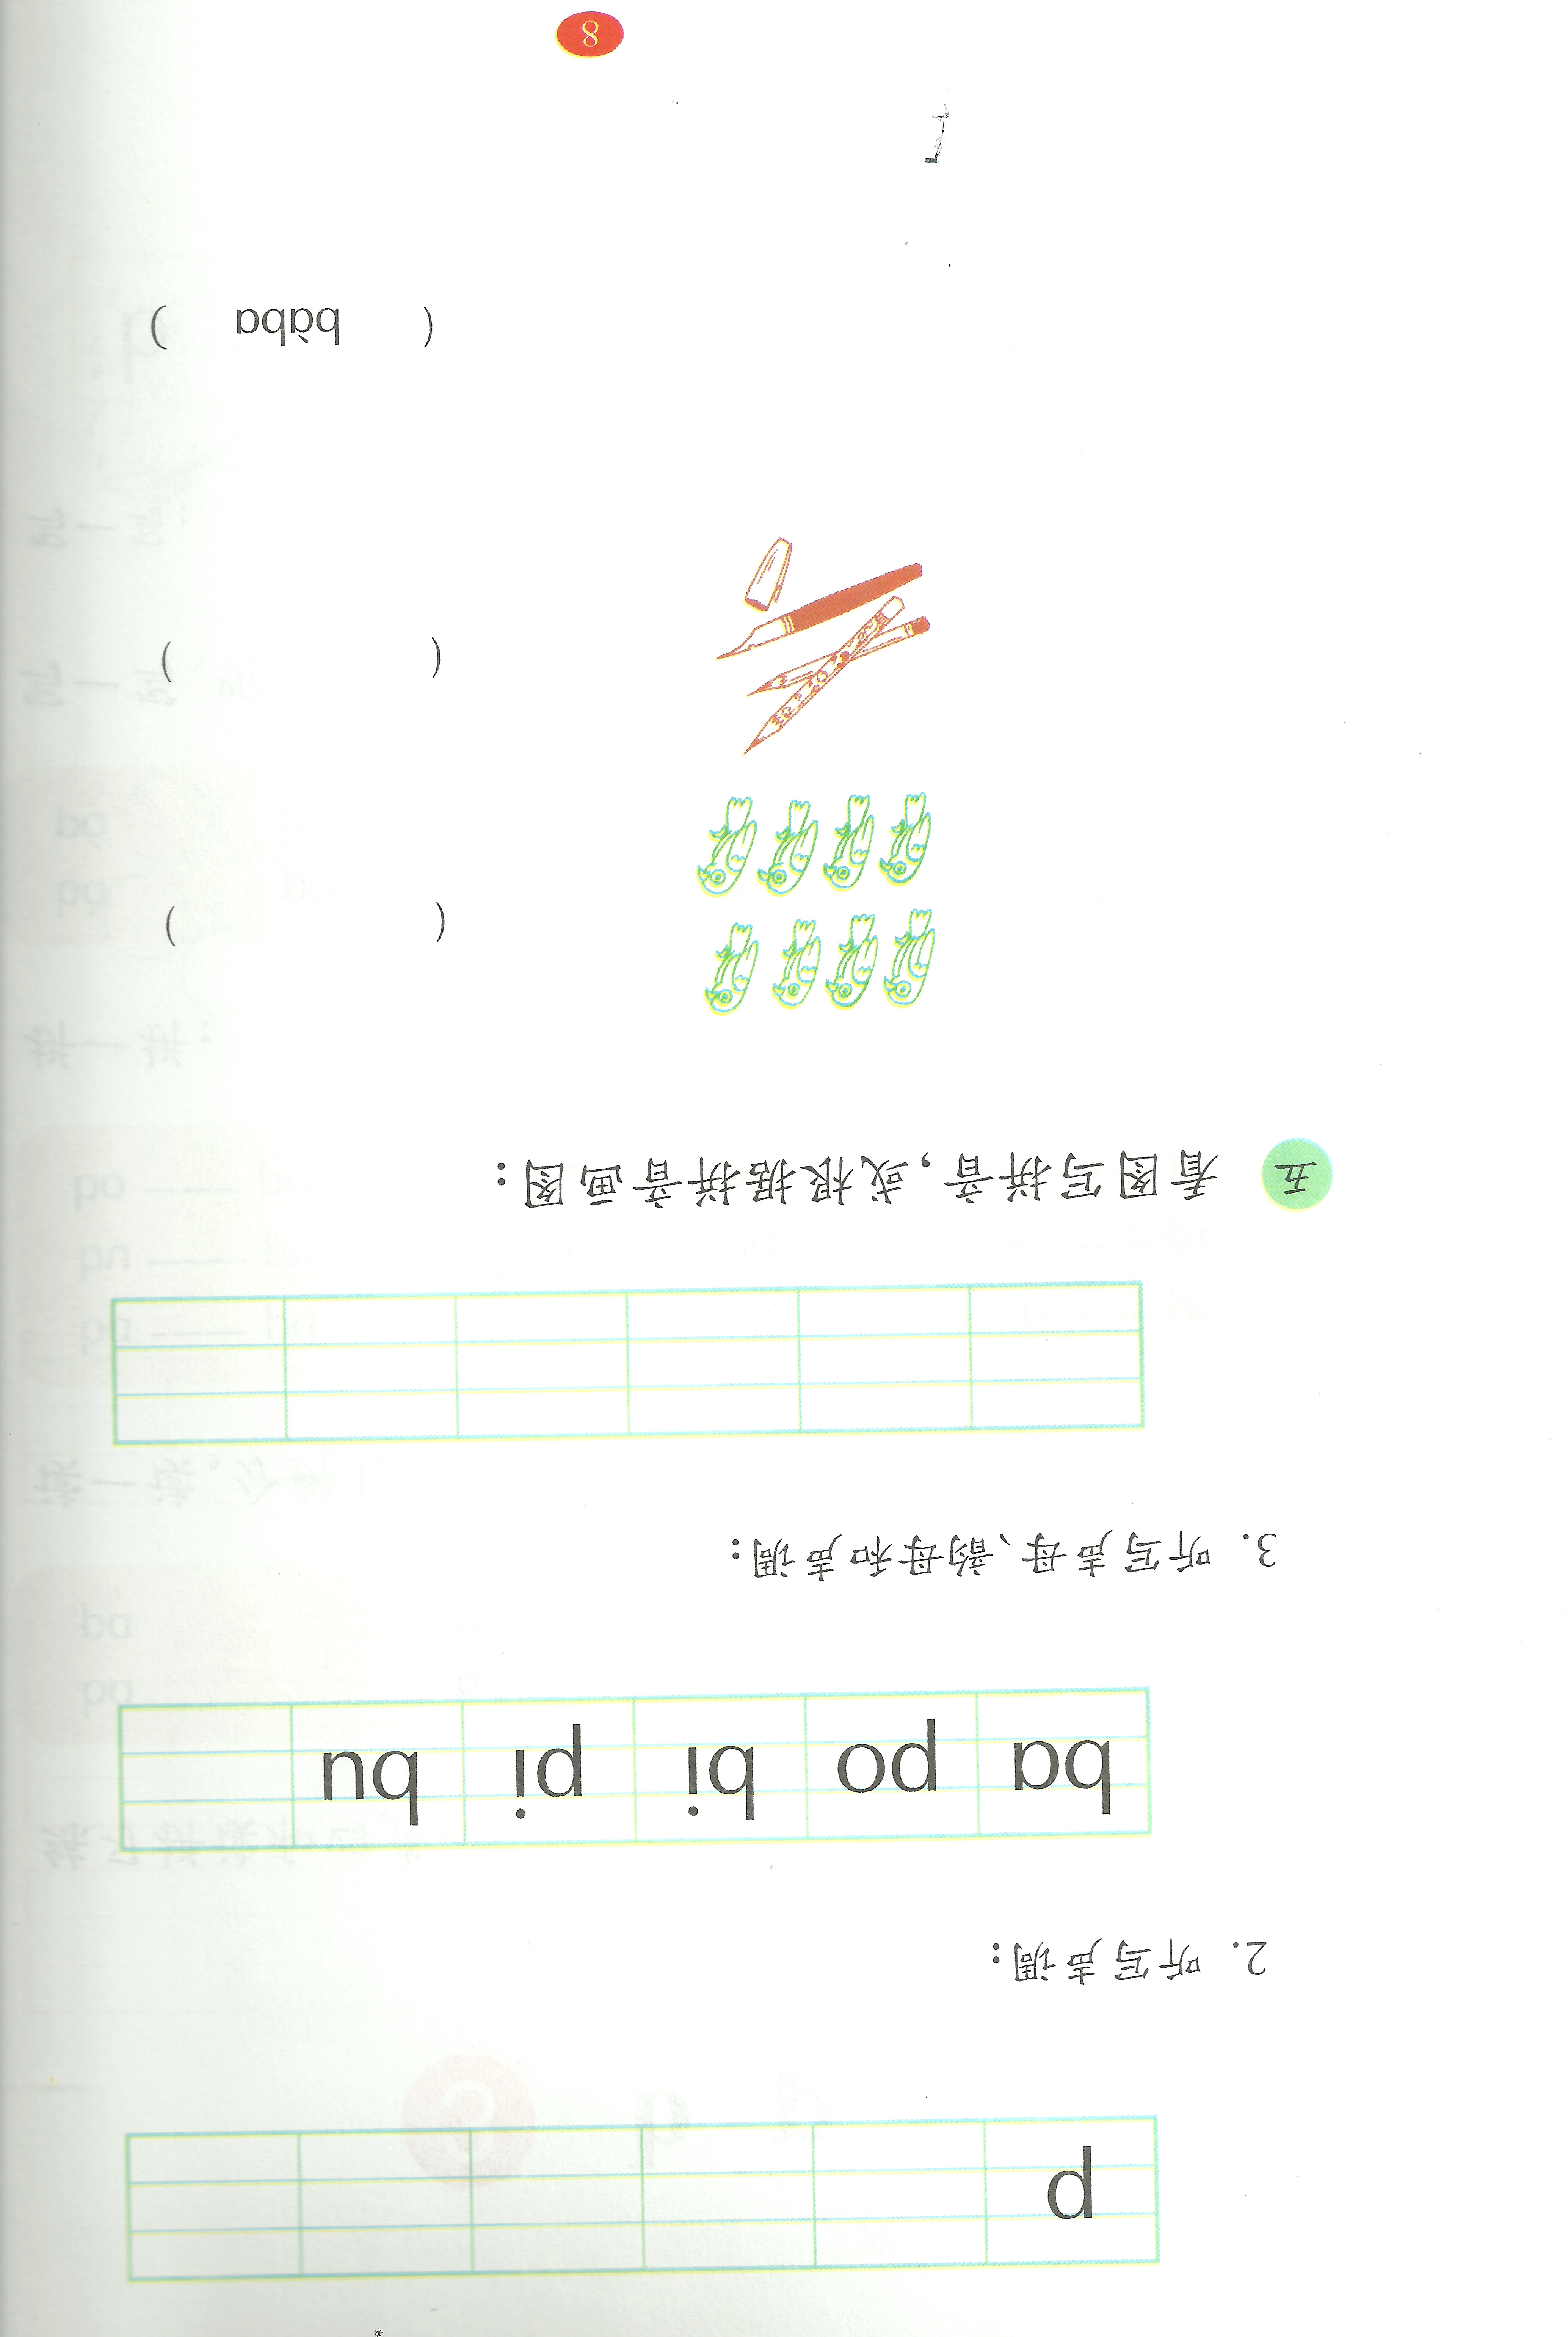 p
2. 听写声调：
ba po bi pi bu
3. 听写声母、韵母和声调：
五 看图写拼音，或根据拼音画图：
( )
( )
( bàba )
8